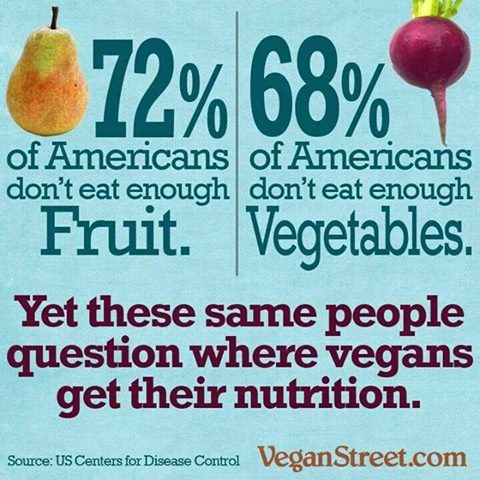 72%
of Americans
don't eat enough
Fruit.
68%
of Americans
don't eat enough
Vegetables.
Yet these same people
question where vegans
get their nutrition.
Source: US Centers for Disease Control VeganStreet.com